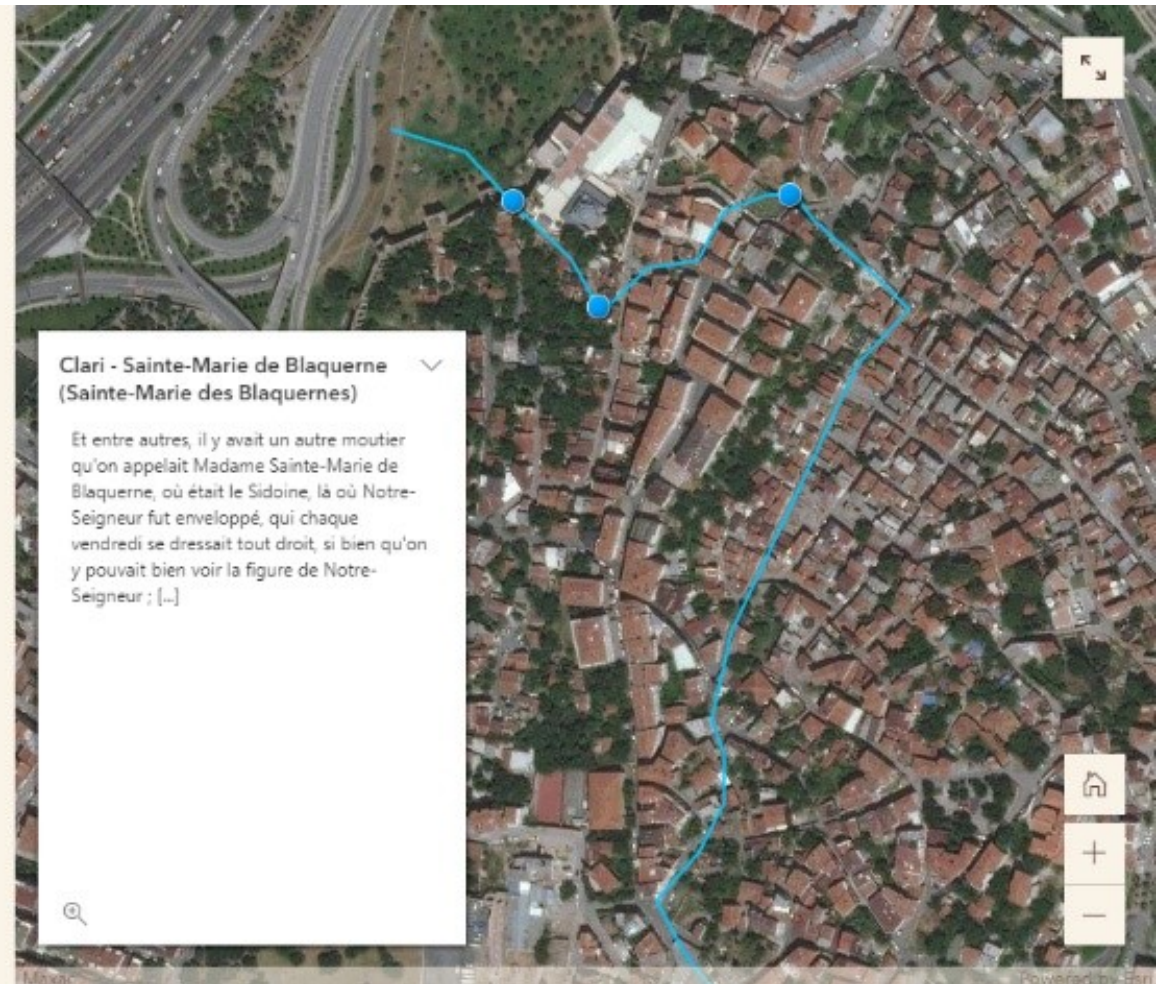 Clari - Sainte-Marie de Blaquerne
(Sainte-Marie des Blaquernes)
Et entre autres, il y avait un autre moutier
qu'on appelait Madame Sainte-Marie de
Blaquerne, où était le Sidoine, là où Notre-
Seigneur fut enveloppé, qui chaque
vendredi se dressait tout droit, si bien qu'on
y pouvait bien voir la figure de Notre-
Seigneur ; [...]
Maxar
Powered by Esri